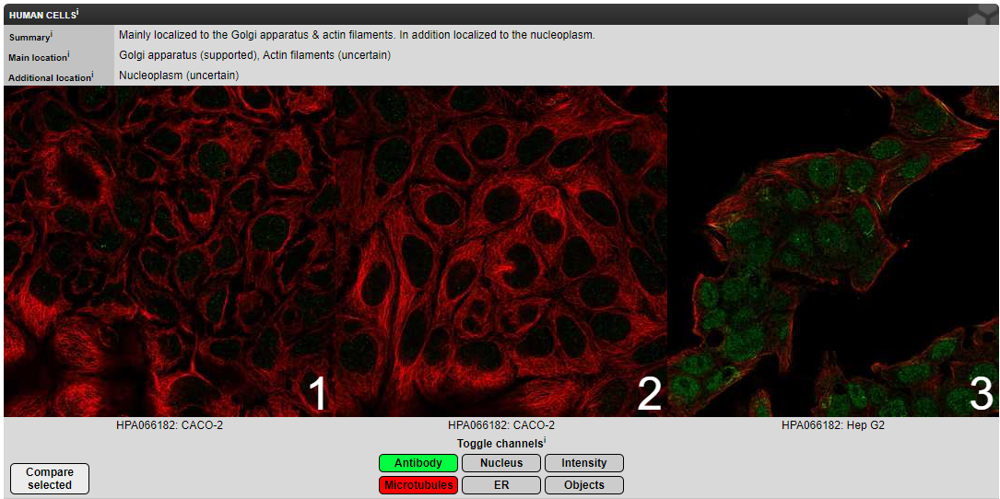 HUMAN CELLSi
Summaryi Mainly localized to the Golgi apparatus & actin filaments. In addition localized to the nucleoplasm.
Main locationi Golgi apparatus (supported), Actin filaments (uncertain)
Additional locationi Nucleoplasm (uncertain)
1 2 3
HPA066182: CACO-2 HPA066182: CACO-2 HPA066182: Hep G2
Toggle channelsi
Antibody Nucleus Intensity
Microtubules ER Objects
Compare
selected